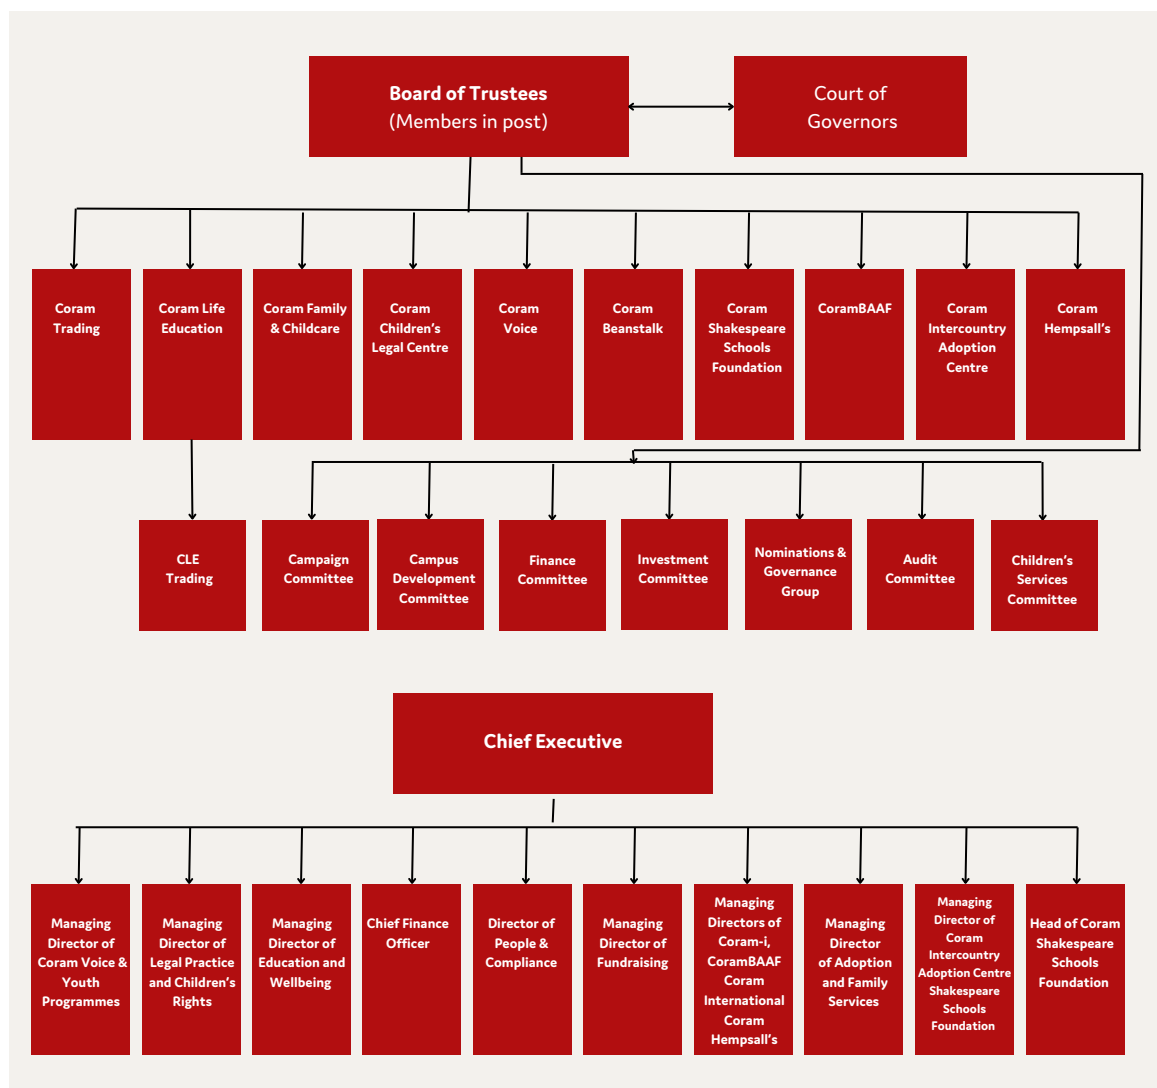 Board of Trustees
(Members in post)
Court of
Governors
Coram
Trading
Coram Life
Education
Coram Family
& Childcare
Coram
Children's
Legal Centre
Coram
Voice
Coram
Beanstalk
Coram
Shakespeare
Schools
Foundation
CoramBAAF
Coram
Intercountry
Adoption
Centre
Coram
Hempsall's
CLE
Trading
Campaign
Committee
Campus
Development
Committee
Finance
Committee
Investment
Committee
Nominations &
Governance
Group
Audit
Committee
Children's
Services
Committee
Chief Executive
Managing
Director of
Coram Voice &
Youth
Programmes
Managing
Director of
Legal Practice
and Children's
Rights
Managing
Director of
Education and
Wellbeing
Chief Finance
Officer
Director of
People &
Compliance
Managing
Director of
Fundraising
Managing
Directors of
Coram-i,
CoramBAAF
Coram
International
Coram
Hempsall's
Managing
Director
of Adoption
and Family
Services
Managing
Director of
Coram
Intercountry
Adoption Centre
Shakespeare
Schools
Foundation
Head of Coram
Shakespeare
Schools
Foundation